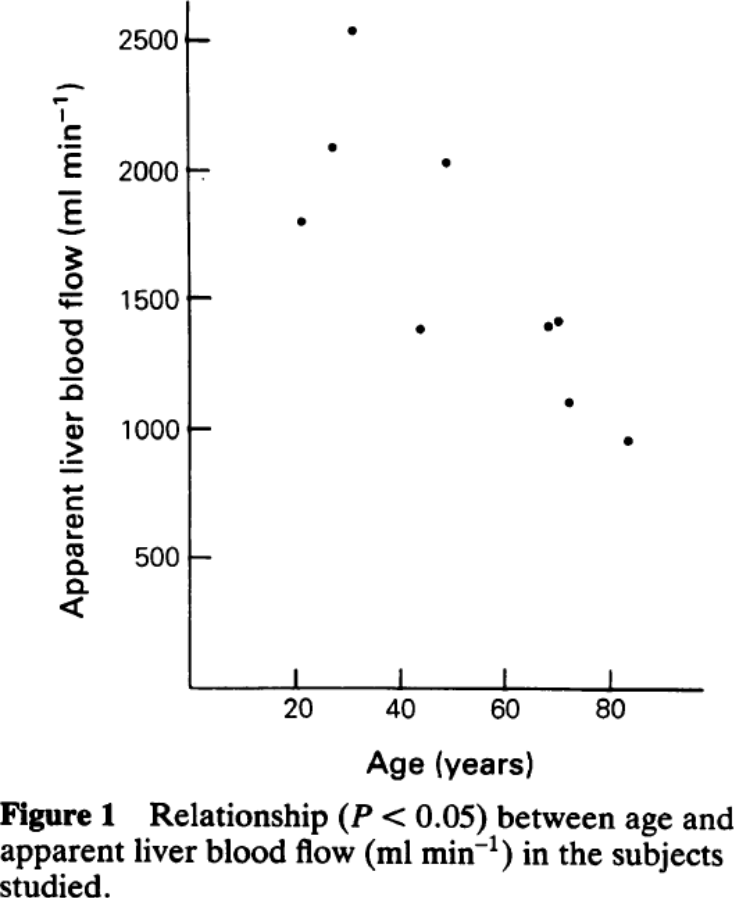 2500
2000
1500
1000
500
Apparent liver blood flow (ml min⁻¹)
20 40 60 80
Age (years)
Figure 1 Relationship (P < 0.05) between age and
apparent liver blood flow (ml min⁻¹) in the subjects
studied.